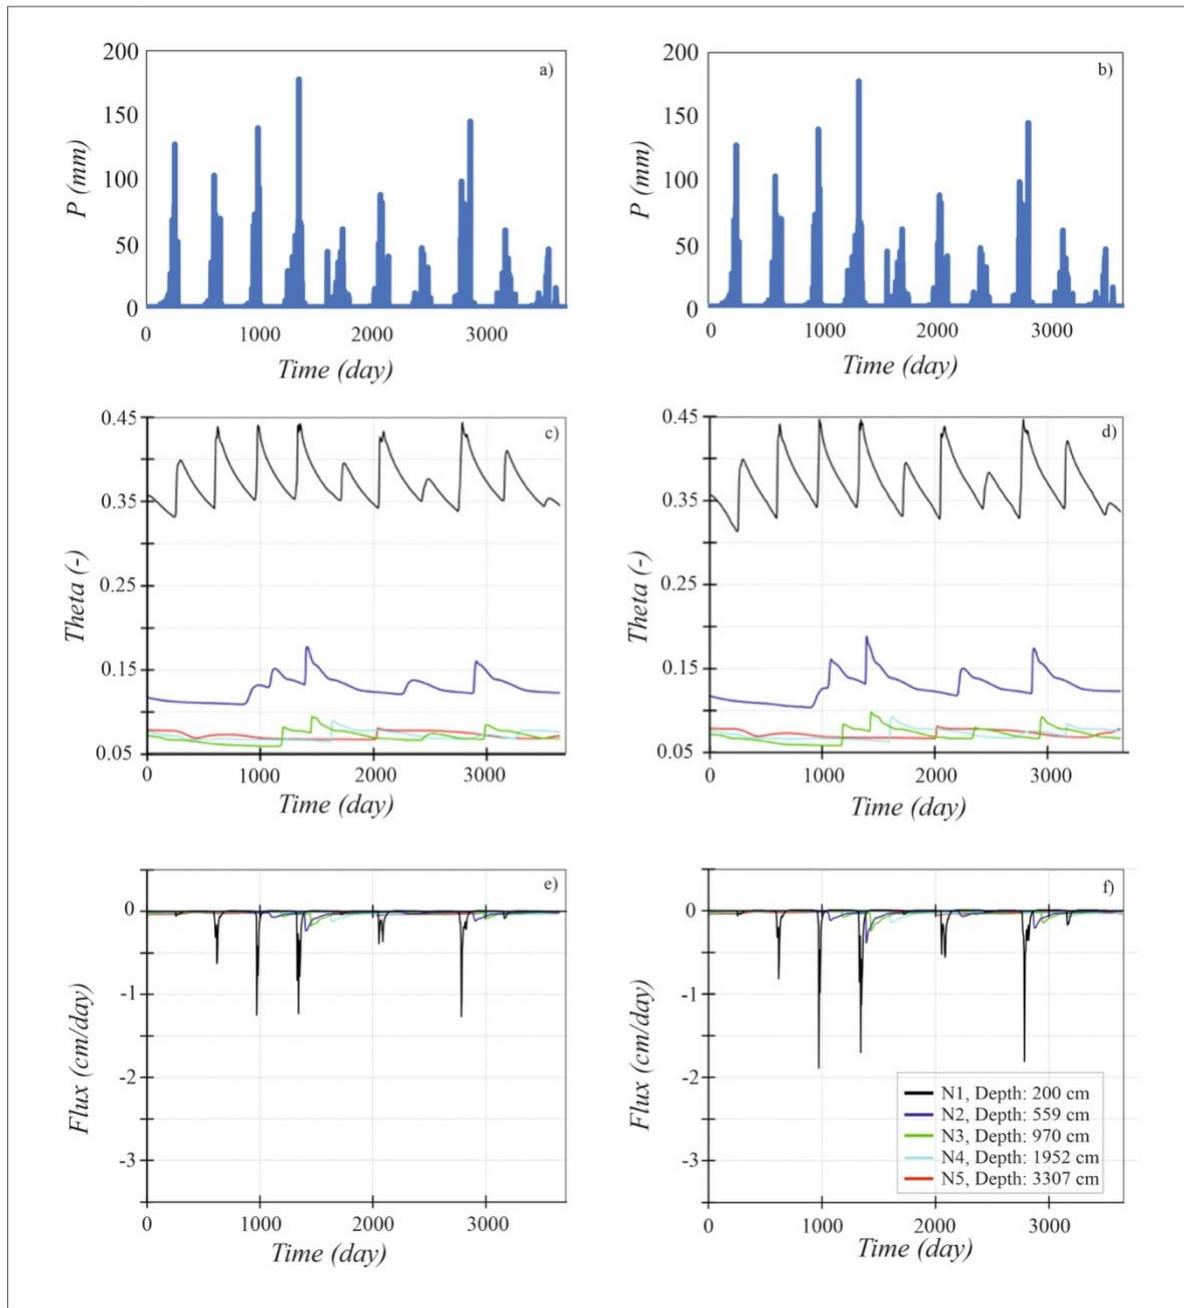 a)
P (mm)
200
150
100
50
0
0 1000 2000 3000
Time (day)
b)
P (mm)
200
150
100
50
0
0 1000 2000 3000
Time (day)
c)
Theta (-)
0.45
0.35
0.25
0.15
0.05
0 1000 2000 3000
Time (day)
d)
Theta (-)
0.45
0.35
0.25
0.15
0.05
0 1000 2000 3000
Time (day)
e)
Flux (cm/day)
0
-1
-2
-3
0 1000 2000 3000
Time (day)
f)
Flux (cm/day)
0
-1
-2
-3
N1, Depth: 200 cm
N2, Depth: 559 cm
N3, Depth: 970 cm
N4, Depth: 1952 cm
N5, Depth: 3307 cm
0 1000 2000 3000
Time (day)